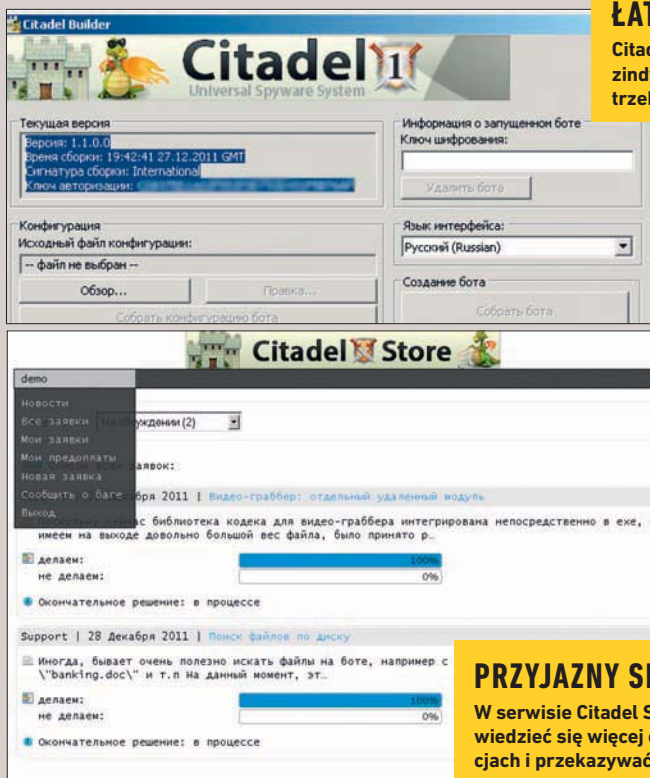 Citadel Builder
ŁAT
Citadel 1
Universal Spyware System
Citad
zind
trzel
Текущая версия
Версия: 1.1.0.0
Время сборки: 19:42:41 27.12.2011 GMT
Сигнатура сборки: International
Ключ авторизации:
Информация о запущенном боте
Ключ шифрования:
Удалить бота
Конфигурация
Исходный файл конфигурации:
-- файл не выбран --
Обзор...
Правка...
Собрать конфигурацию бота
Язык интерфейса:
Русский (Russian)
Создание бота
Собрать бота
Citadel Store
demo
Новости
Все заявки
Мои заявки
Мои предоплаты
Новая заявка
Сообщить о баге
Выход
уждении (2)
аявок:
бря 2011 | Видео-граббер: отдельный удаленный модуль
ас библиотека кодека для видео-граббера интегрирована непосредственно в exe,
имеем на выходе довольно большой вес файла, было принято р…
делаем: 100%
не делаем: 0%
Окончательное решение: в процессе
Support | 28 Декабря 2011 | Поиск файлов по диску
Иногда, бывает очень полезно искать файлы на боте, например с
\"banking.doc\" и т.п На данный момент, эт…
делаем:
не делаем:
100%
0%
Окончательное решение: в процессе
PRZYJAZNY SE
W serwisie Citadel S
wiedzieć się więcej
cjach i przekazywać